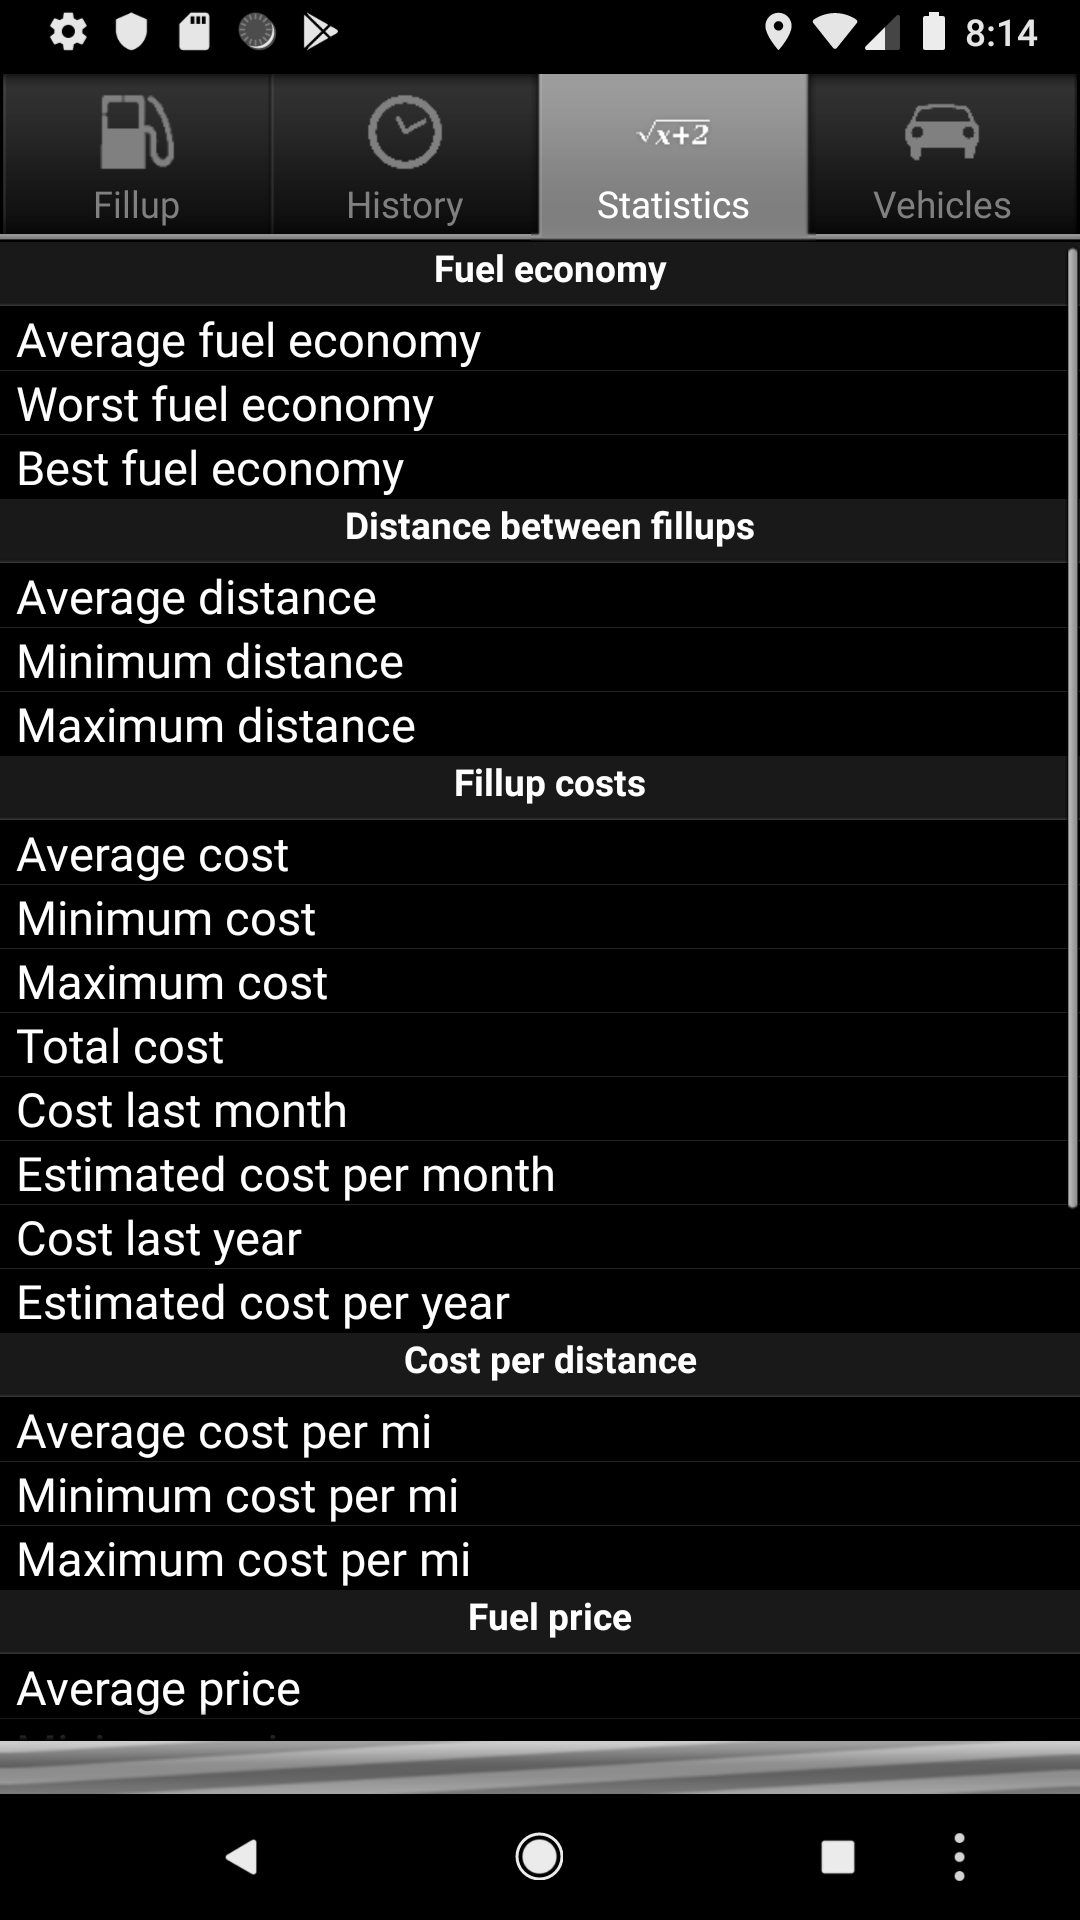 8:14
Fillup
History
√x+2
Statistics
Vehicles
Fuel economy
Average fuel economy
Worst fuel economy
Best fuel economy
Distance between fillups
Average distance
Minimum distance
Maximum distance
Fillup costs
Average cost
Minimum cost
Maximum cost
Total cost
Cost last month
Estimated cost per month
Cost last year
Estimated cost per year
Cost per distance
Average cost per mi
Minimum cost per mi
Maximum cost per mi
Fuel price
Average price